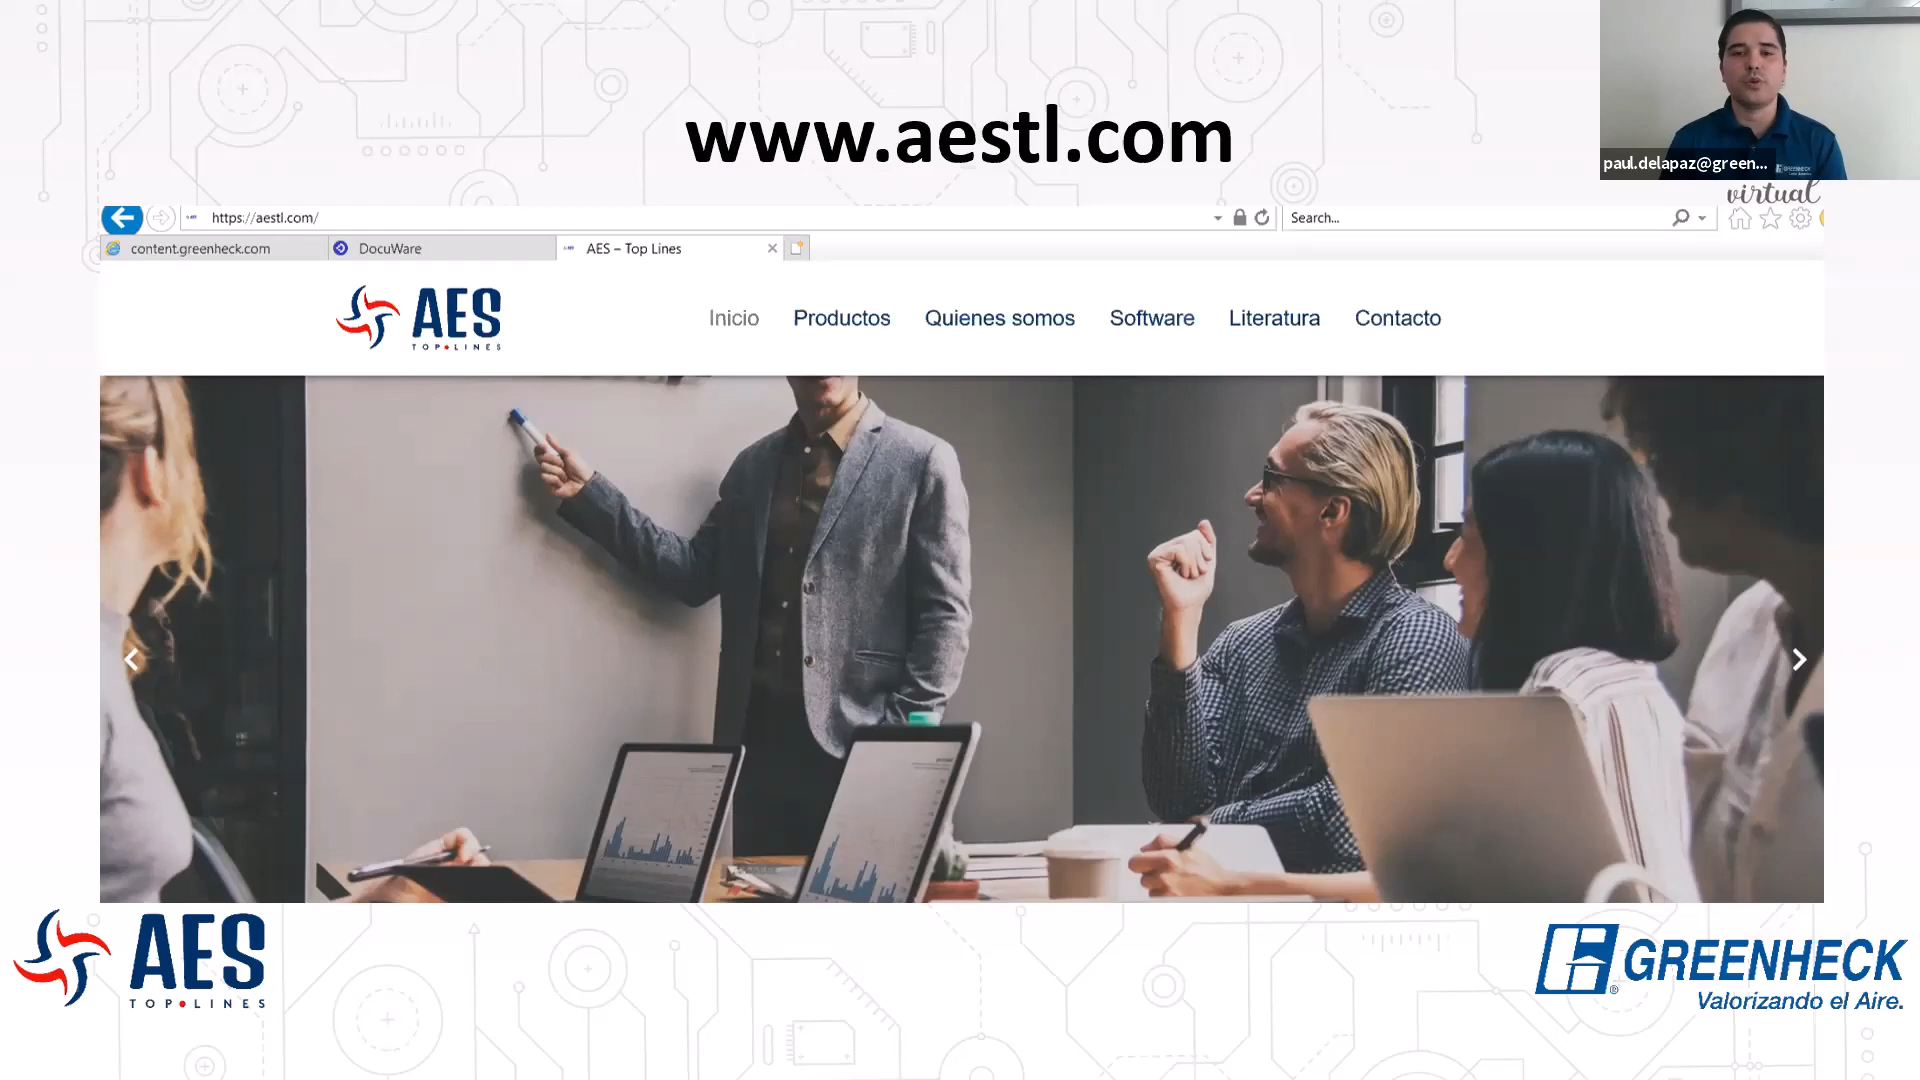 www.aestl.com
paul.delapaz@green...
GREENHECK
virtual
https://aestl.com/
Search...
content.greenheck.com
DocuWare
AES – Top Lines
AES
TOP•LINES
Inicio
Productos
Quienes somos
Software
Literatura
Contacto
AES
TOP•LINES
GREENHECK®
Valorizando el Aire.